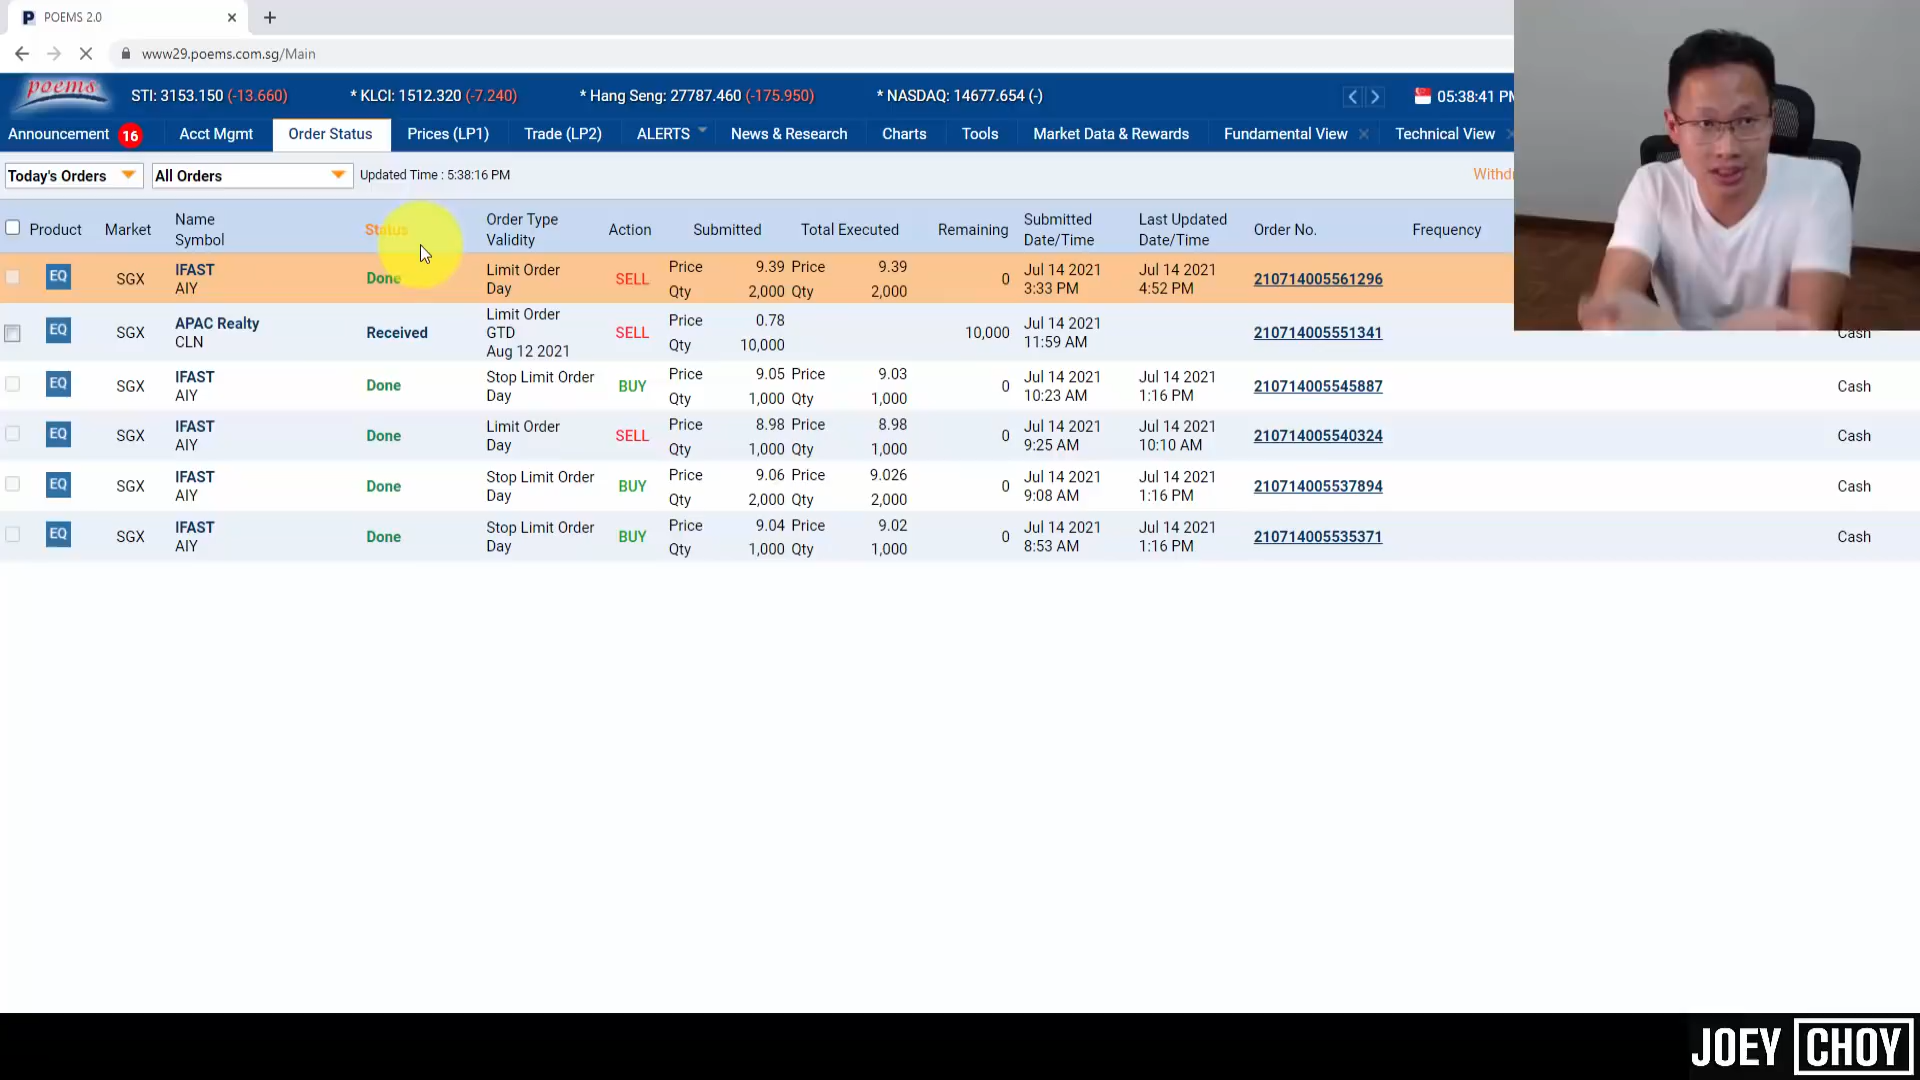 POEMS 2.0
www29.poems.com.sg/Main
poems STI: 3153.150 (-13.660) * KLCI: 1512.320 (-7.240) * Hang Seng: 27787.460 (-175.950) * NASDAQ: 14677.654 (-) 05:38:41 PM
Announcement 16 Acct Mgmt Order Status Prices (LP1) Trade (LP2) ALERTS News & Research Charts Tools Market Data & Rewards Fundamental View Technical View
Today's Orders All Orders Updated Time : 5:38:16 PM
Product Market Name Symbol Status Order Type Validity Action Submitted Total Executed Remaining Submitted Date/Time Last Updated Date/Time Order No. Frequency
EQ SGX IFAST AIY Done Limit Order Day SELL Price 9.39 Qty 2,000 Price 9.39 Qty 2,000 0 Jul 14 2021 3:33 PM Jul 14 2021 4:52 PM 210714005561296
EQ SGX APAC Realty CLN Received Limit Order GTD Aug 12 2021 SELL Price 0.78 Qty 10,000 10,000 Jul 14 2021 11:59 AM 210714005551341 Cash
EQ SGX IFAST AIY Done Stop Limit Order Day BUY Price 9.05 Qty 1,000 Price 9.03 Qty 1,000 0 Jul 14 2021 10:23 AM Jul 14 2021 1:16 PM 210714005545887 Cash
EQ SGX IFAST AIY Done Limit Order Day SELL Price 8.98 Qty 1,000 Price 8.98 Qty 1,000 0 Jul 14 2021 9:25 AM Jul 14 2021 10:10 AM 210714005540324 Cash
EQ SGX IFAST AIY Done Stop Limit Order Day BUY Price 9.06 Qty 2,000 Price 9.026 Qty 2,000 0 Jul 14 2021 9:08 AM Jul 14 2021 1:16 PM 210714005537894 Cash
EQ SGX IFAST AIY Done Stop Limit Order Day BUY Price 9.04 Qty 1,000 Price 9.02 Qty 1,000 0 Jul 14 2021 8:53 AM Jul 14 2021 1:16 PM 210714005535371 Cash
JOEY CHOY